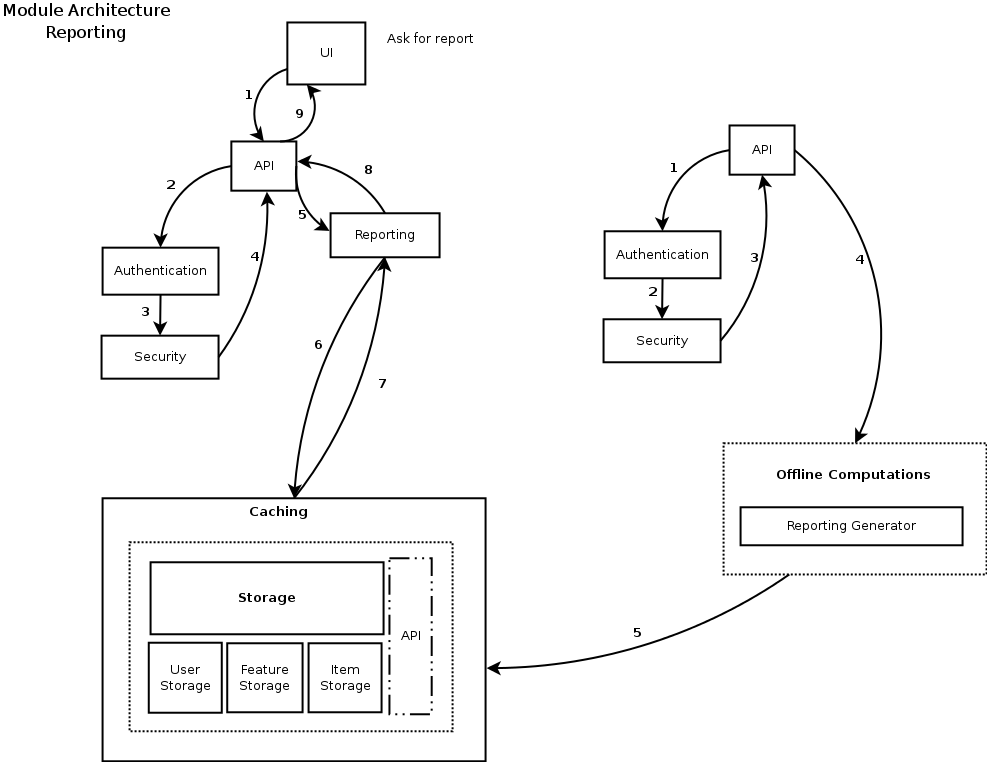 Module Architecture
Reporting
UI
Ask for report
1
9
API
2
8
5
Reporting
4
Authentication
3
Security
6
7
API
1
Authentication
3
4
2
Security
Offline Computations
Reporting Generator
Caching
Storage
API
User
Storage
Feature
Storage
Item
Storage
5